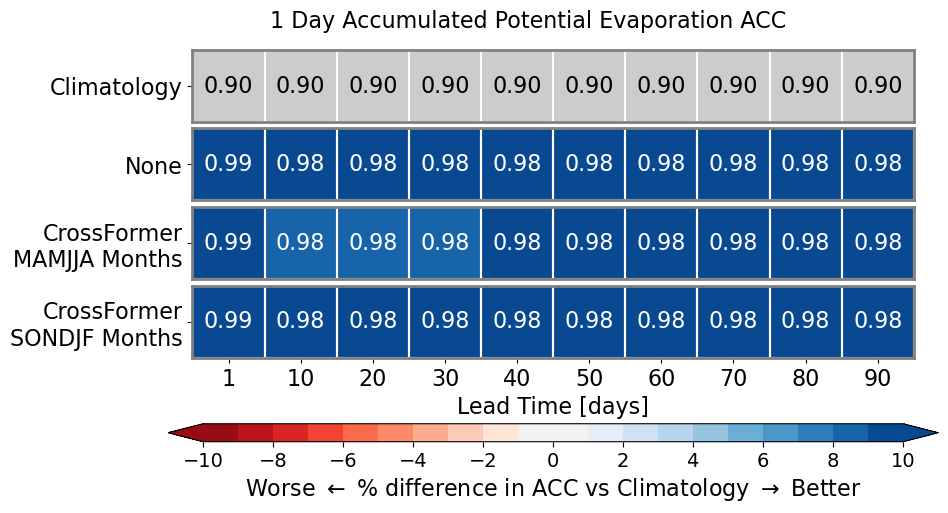 1 Day Accumulated Potential Evaporation ACC
Climatology 0.90 0.90 0.90 0.90 0.90 0.90 0.90 0.90 0.90 0.90
None 0.99 0.98 0.98 0.98 0.98 0.98 0.98 0.98 0.98 0.98
CrossFormer
MAMJJA Months 0.99 0.98 0.98 0.98 0.98 0.98 0.98 0.98 0.98 0.98
CrossFormer
SONDJF Months 0.99 0.98 0.98 0.98 0.98 0.98 0.98 0.98 0.98 0.98
1 10 20 30 40 50 60 70 80 90
Lead Time [days]
−10 −8 −6 −4 −2 0 2 4 6 8 10
Worse ← % difference in ACC vs Climatology → Better